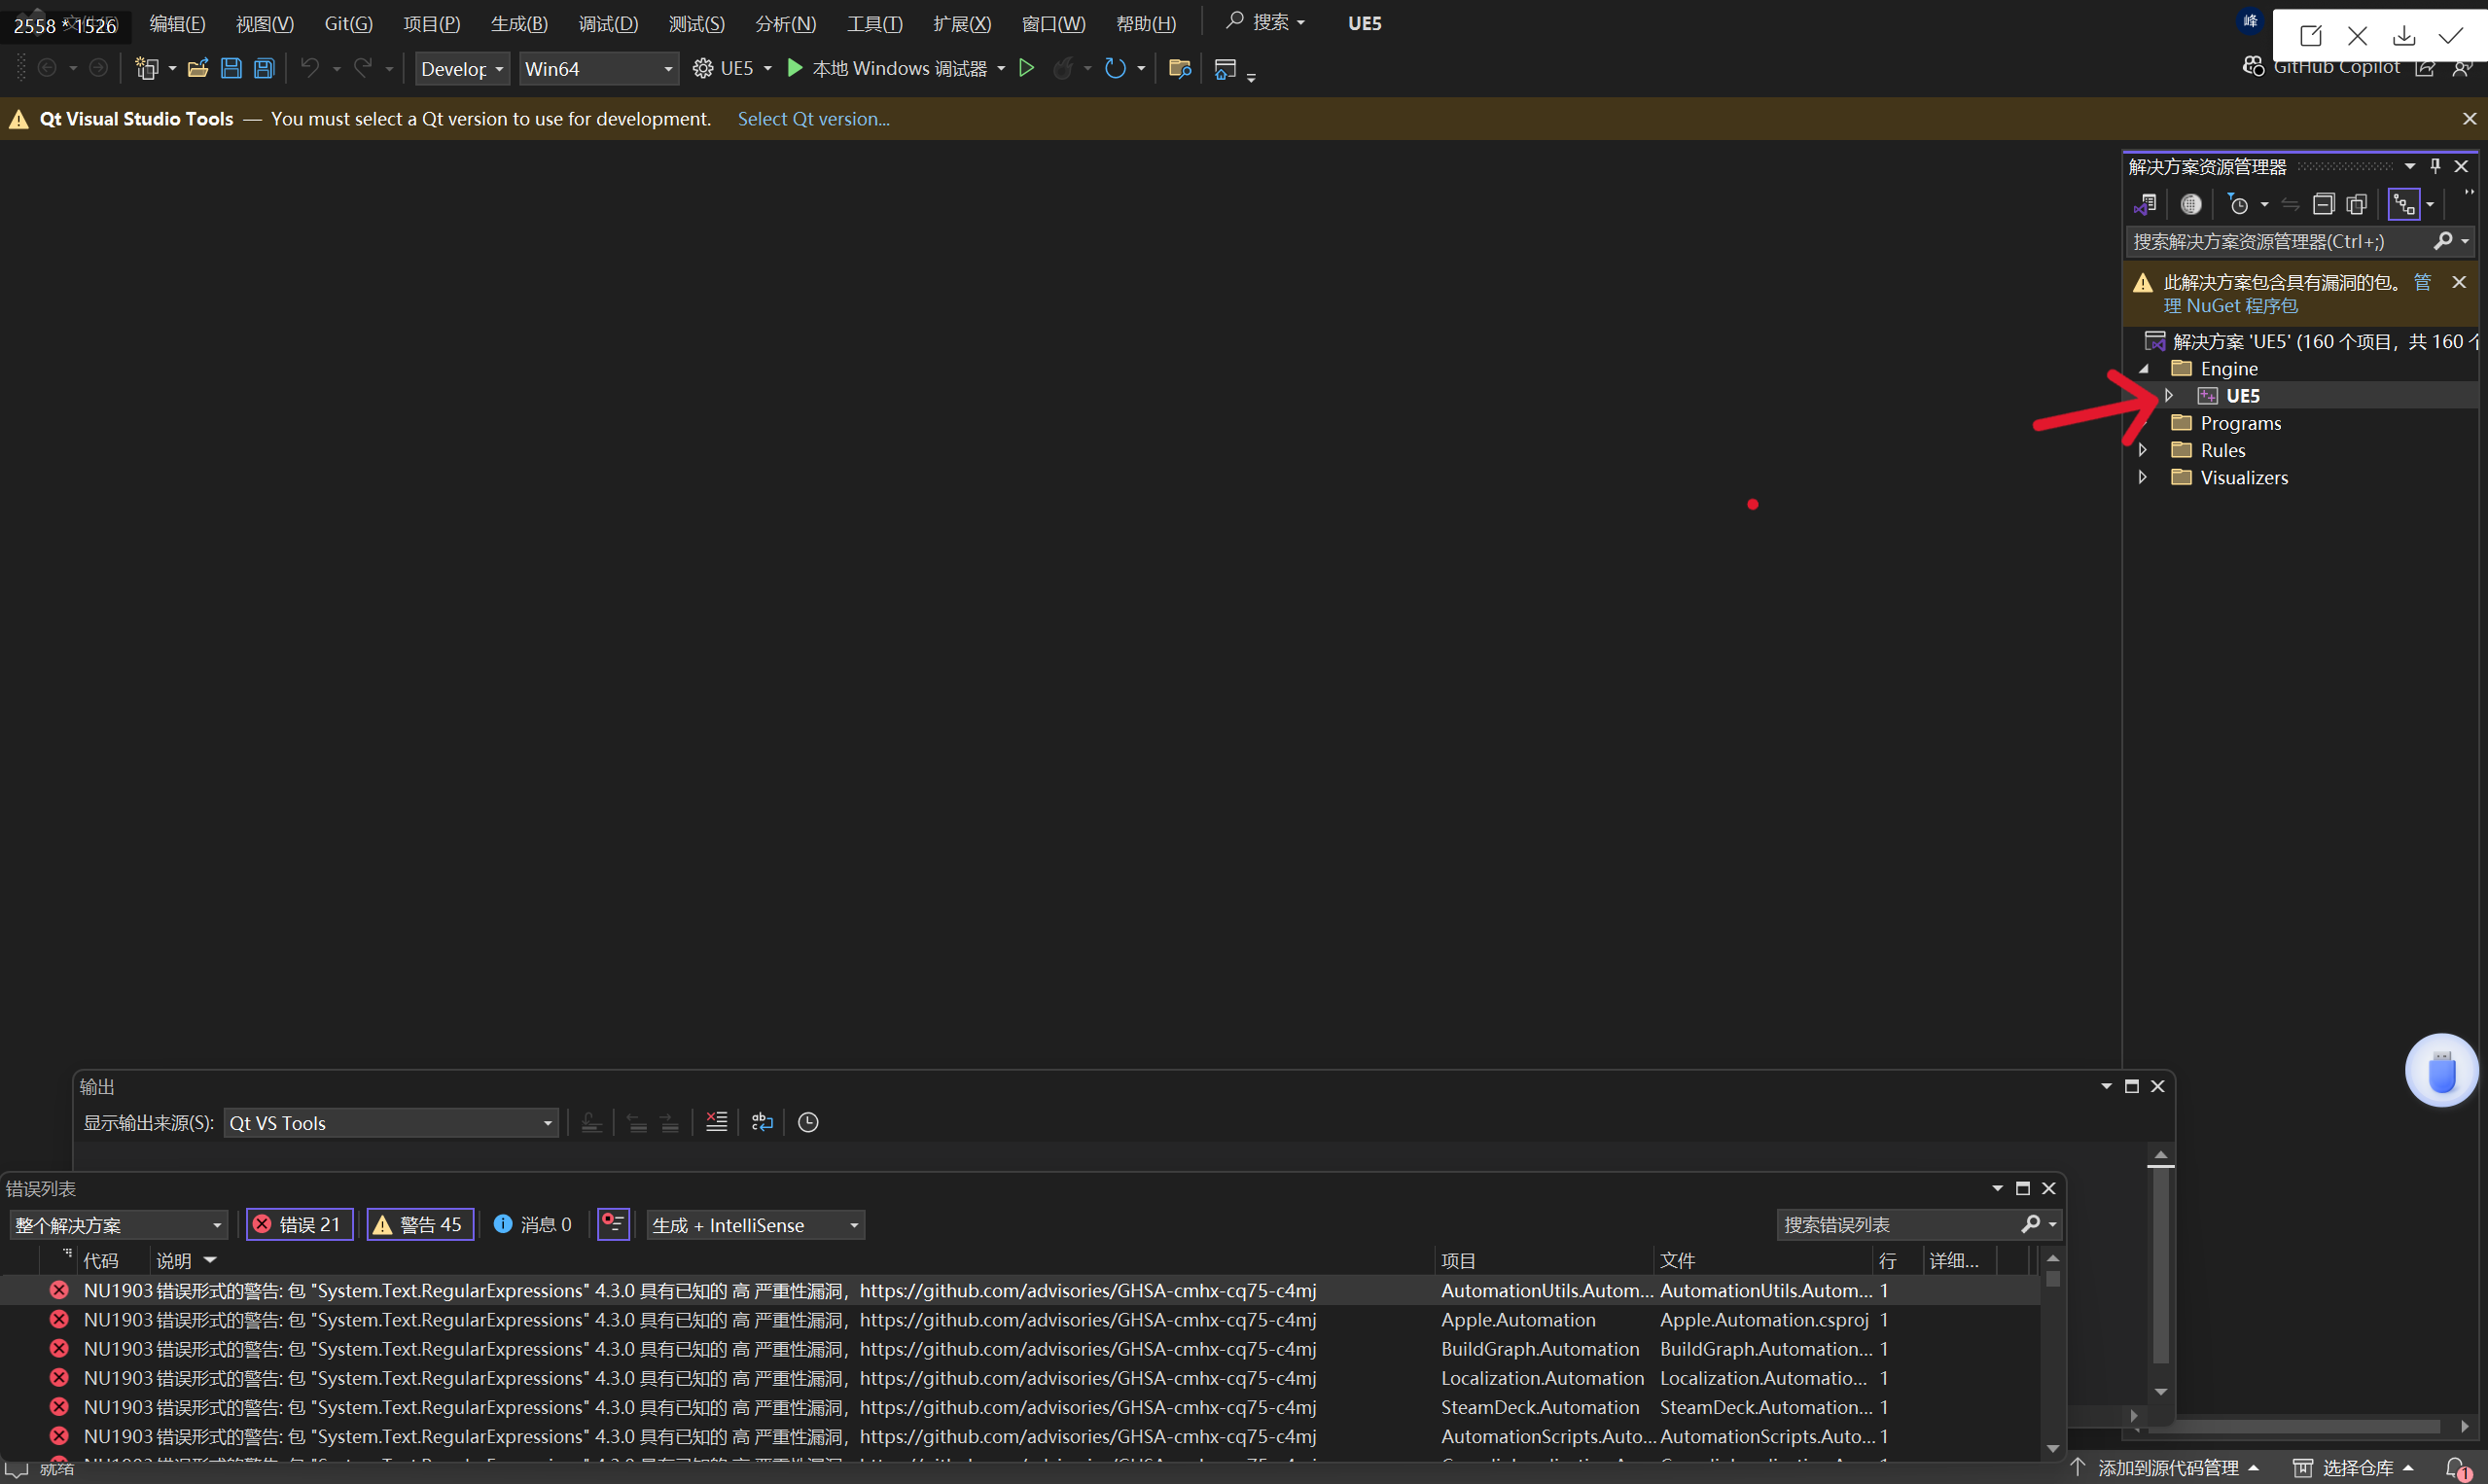 2558 * 1526
编辑(E) 视图(V) Git(G) 项目(P) 生成(B) 调试(D) 测试(S) 分析(N) 工具(T) 扩展(X) 窗口(W) 帮助(H) 搜索 UE5 峰
Develop Win64 UE5 本地 Windows 调试器 GitHub Copilot
Qt Visual Studio Tools — You must select a Qt version to use for development. Select Qt version...
解决方案资源管理器
搜索解决方案资源管理器(Ctrl+;)
此解决方案包含具有漏洞的包。 管
理 NuGet 程序包
解决方案 'UE5' (160 个项目，共 160 个
Engine
UE5
Programs
Rules
Visualizers
输出
显示输出来源(S): Qt VS Tools
错误列表
整个解决方案 错误 21 警告 45 消息 0 生成 + IntelliSense 搜索错误列表
代码 说明 项目 文件 行 详细...
NU1903 错误形式的警告: 包 "System.Text.RegularExpressions" 4.3.0 具有已知的 高 严重性漏洞，https://github.com/advisories/GHSA-cmhx-cq75-c4mj AutomationUtils.Autom... AutomationUtils.Autom... 1
NU1903 错误形式的警告: 包 "System.Text.RegularExpressions" 4.3.0 具有已知的 高 严重性漏洞，https://github.com/advisories/GHSA-cmhx-cq75-c4mj Apple.Automation Apple.Automation.csproj 1
NU1903 错误形式的警告: 包 "System.Text.RegularExpressions" 4.3.0 具有已知的 高 严重性漏洞，https://github.com/advisories/GHSA-cmhx-cq75-c4mj BuildGraph.Automation BuildGraph.Automation... 1
NU1903 错误形式的警告: 包 "System.Text.RegularExpressions" 4.3.0 具有已知的 高 严重性漏洞，https://github.com/advisories/GHSA-cmhx-cq75-c4mj Localization.Automation Localization.Automatio... 1
NU1903 错误形式的警告: 包 "System.Text.RegularExpressions" 4.3.0 具有已知的 高 严重性漏洞，https://github.com/advisories/GHSA-cmhx-cq75-c4mj SteamDeck.Automation SteamDeck.Automation... 1
NU1903 错误形式的警告: 包 "System.Text.RegularExpressions" 4.3.0 具有已知的 高 严重性漏洞，https://github.com/advisories/GHSA-cmhx-cq75-c4mj AutomationScripts.Auto... AutomationScripts.Auto... 1
就绪 添加到源代码管理 选择仓库 1